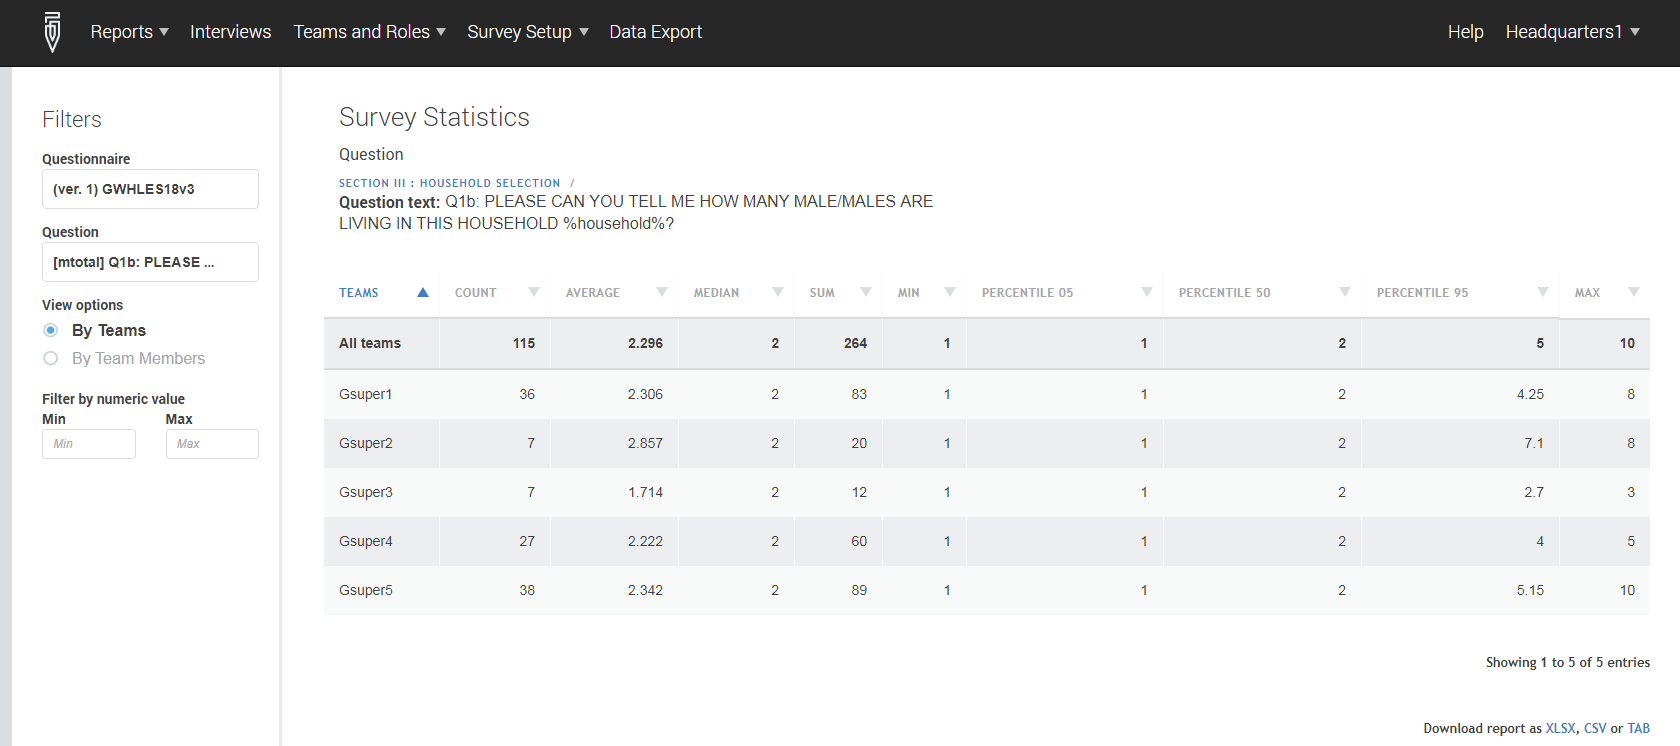 Reports Interviews Teams and Roles Survey Setup Data Export Help Headquarters1
Filters
Questionnaire
(ver. 1) GWHLES18v3
Question
[mtotal] Q1b: PLEASE ...
View options
By Teams
By Team Members
Filter by numeric value
Min Max
Min Max
Survey Statistics
Question
SECTION III : HOUSEHOLD SELECTION /
Question text: Q1b: PLEASE CAN YOU TELL ME HOW MANY MALE/MALES ARE
LIVING IN THIS HOUSEHOLD %household%?
TEAMS COUNT AVERAGE MEDIAN SUM MIN PERCENTILE 05 PERCENTILE 50 PERCENTILE 95 MAX
All teams 115 2.296 2 264 1 1 2 5 10
Gsuper1 36 2.306 2 83 1 1 2 4.25 8
Gsuper2 7 2.857 2 20 1 1 2 7.1 8
Gsuper3 7 1.714 2 12 1 1 2 2.7 3
Gsuper4 27 2.222 2 60 1 1 2 4 5
Gsuper5 38 2.342 2 89 1 1 2 5.15 10
Showing 1 to 5 of 5 entries
Download report as XLSX, CSV or TAB